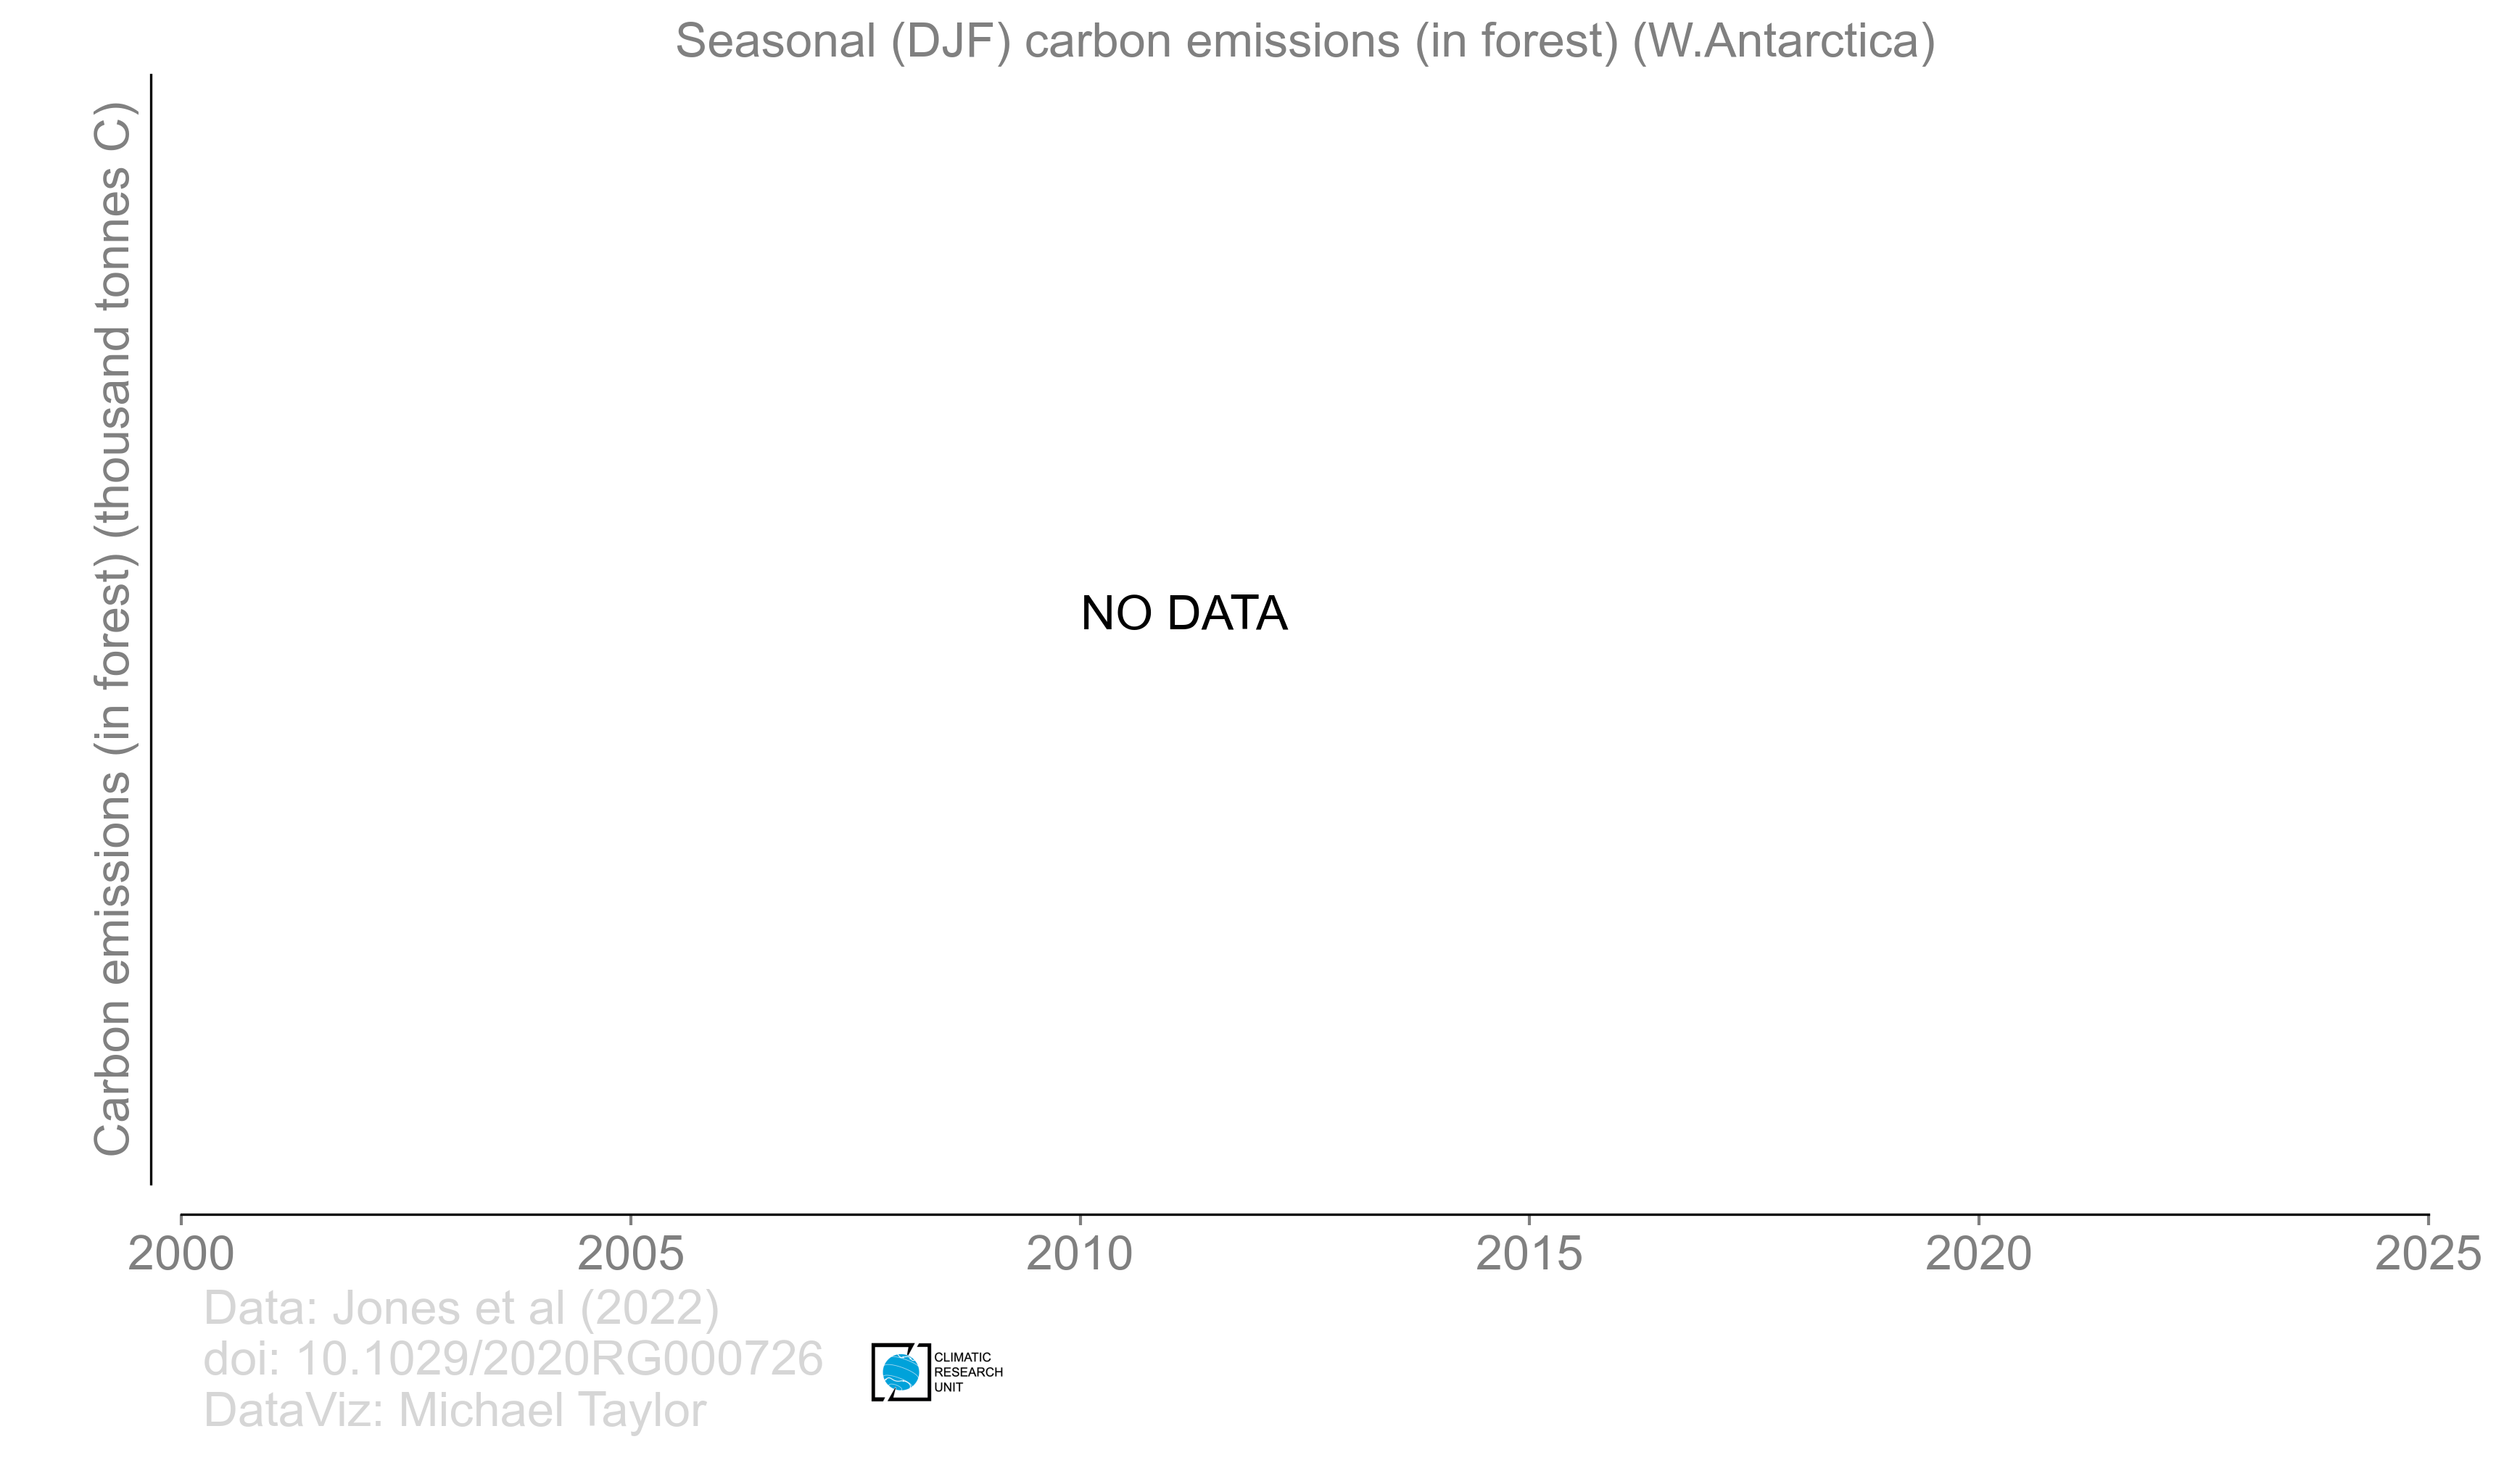 Seasonal (DJF) carbon emissions (in forest) (W.Antarctica)
Carbon emissions (in forest) (thousand tonnes C)
NO DATA
2000 2005 2010 2015 2020 2025
Data: Jones et al (2022)
doi: 10.1029/2020RG000726
DataViz: Michael Taylor
CLIMATIC
RESEARCH
UNIT